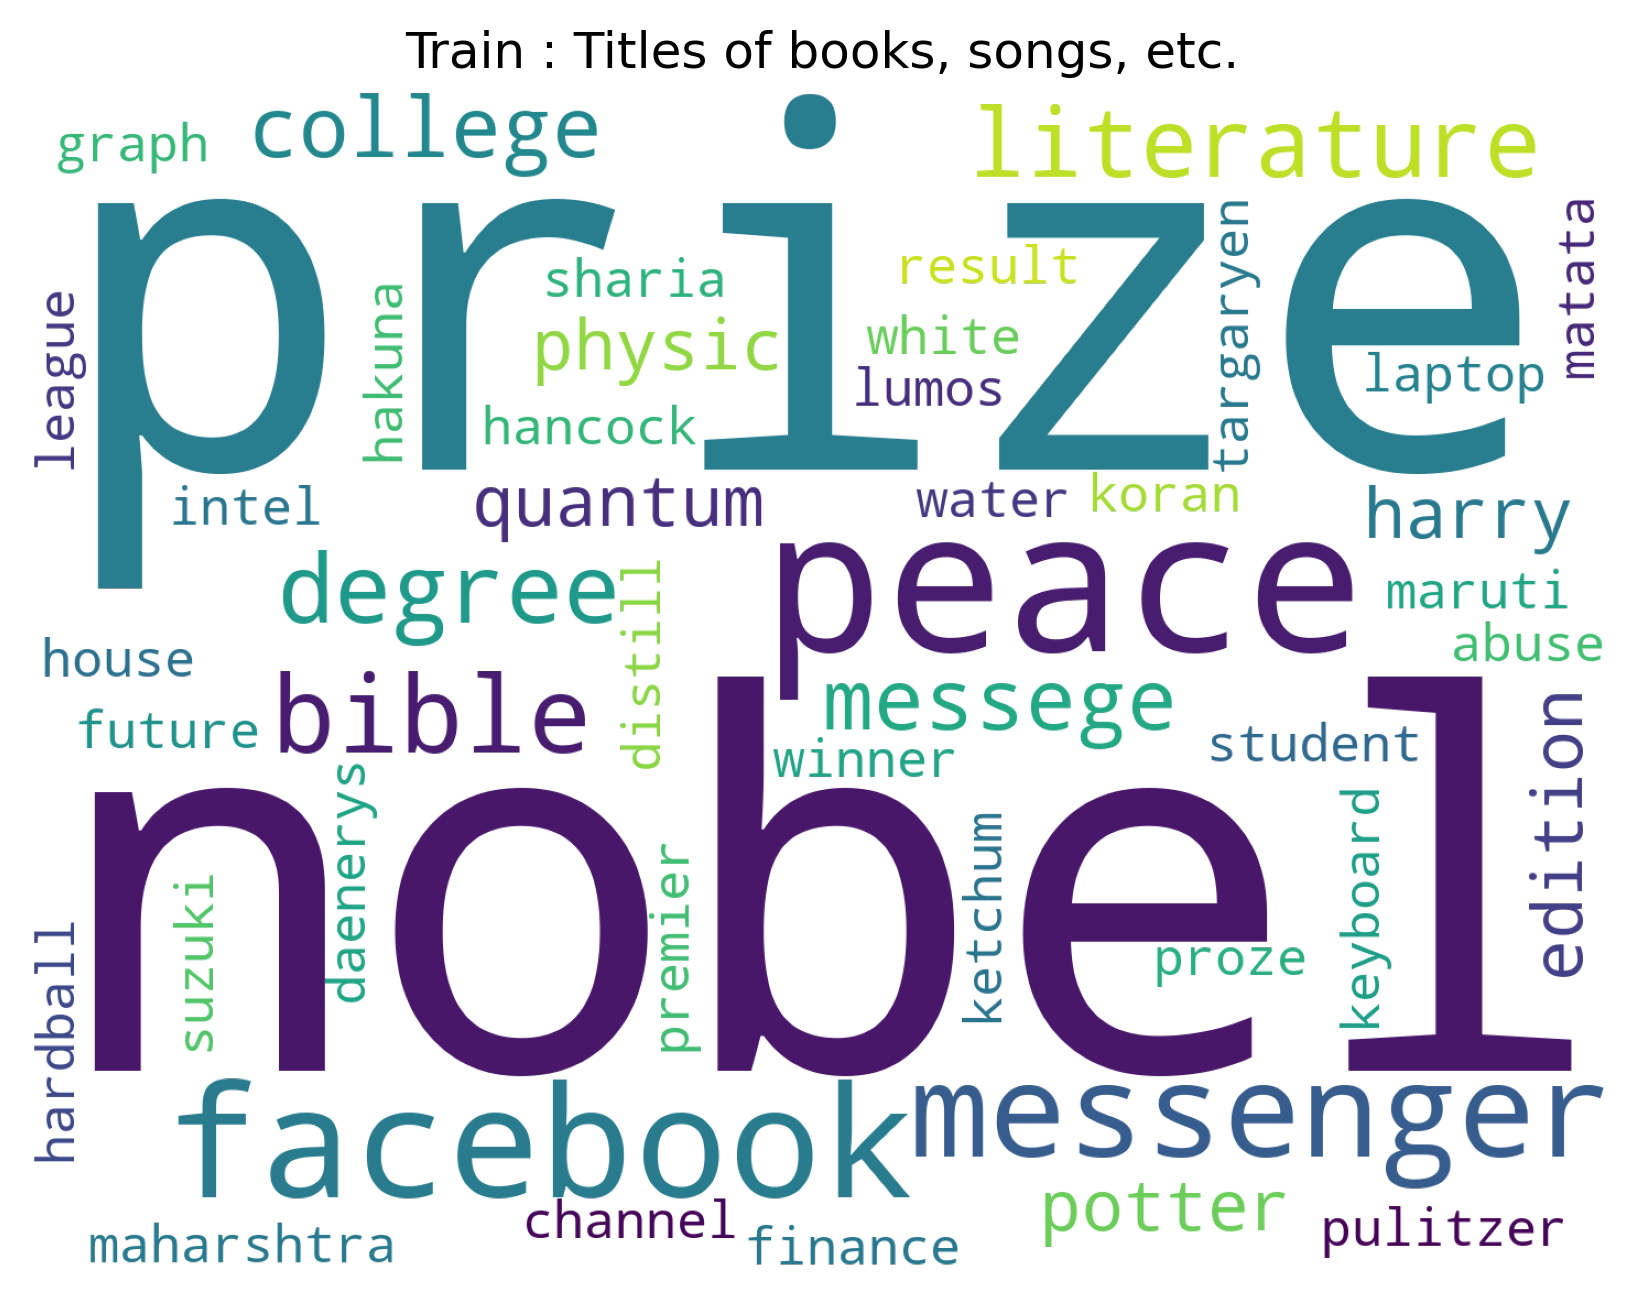 Train : Titles of books, songs, etc.
graph
college
literature
prize
league
hakuna
sharia
result
targaryen
matata
physic
white
lumos
laptop
hancock
intel
quantum
water
koran
harry
degree
distill
peace
maruti
abuse
house
bible
messege
future
winner
student
edition
nobel
daenerys
suzuki
premier
ketchum
proze
keyboard
hardball
facebook
messenger
channel
potter
pulitzer
maharshtra
finance